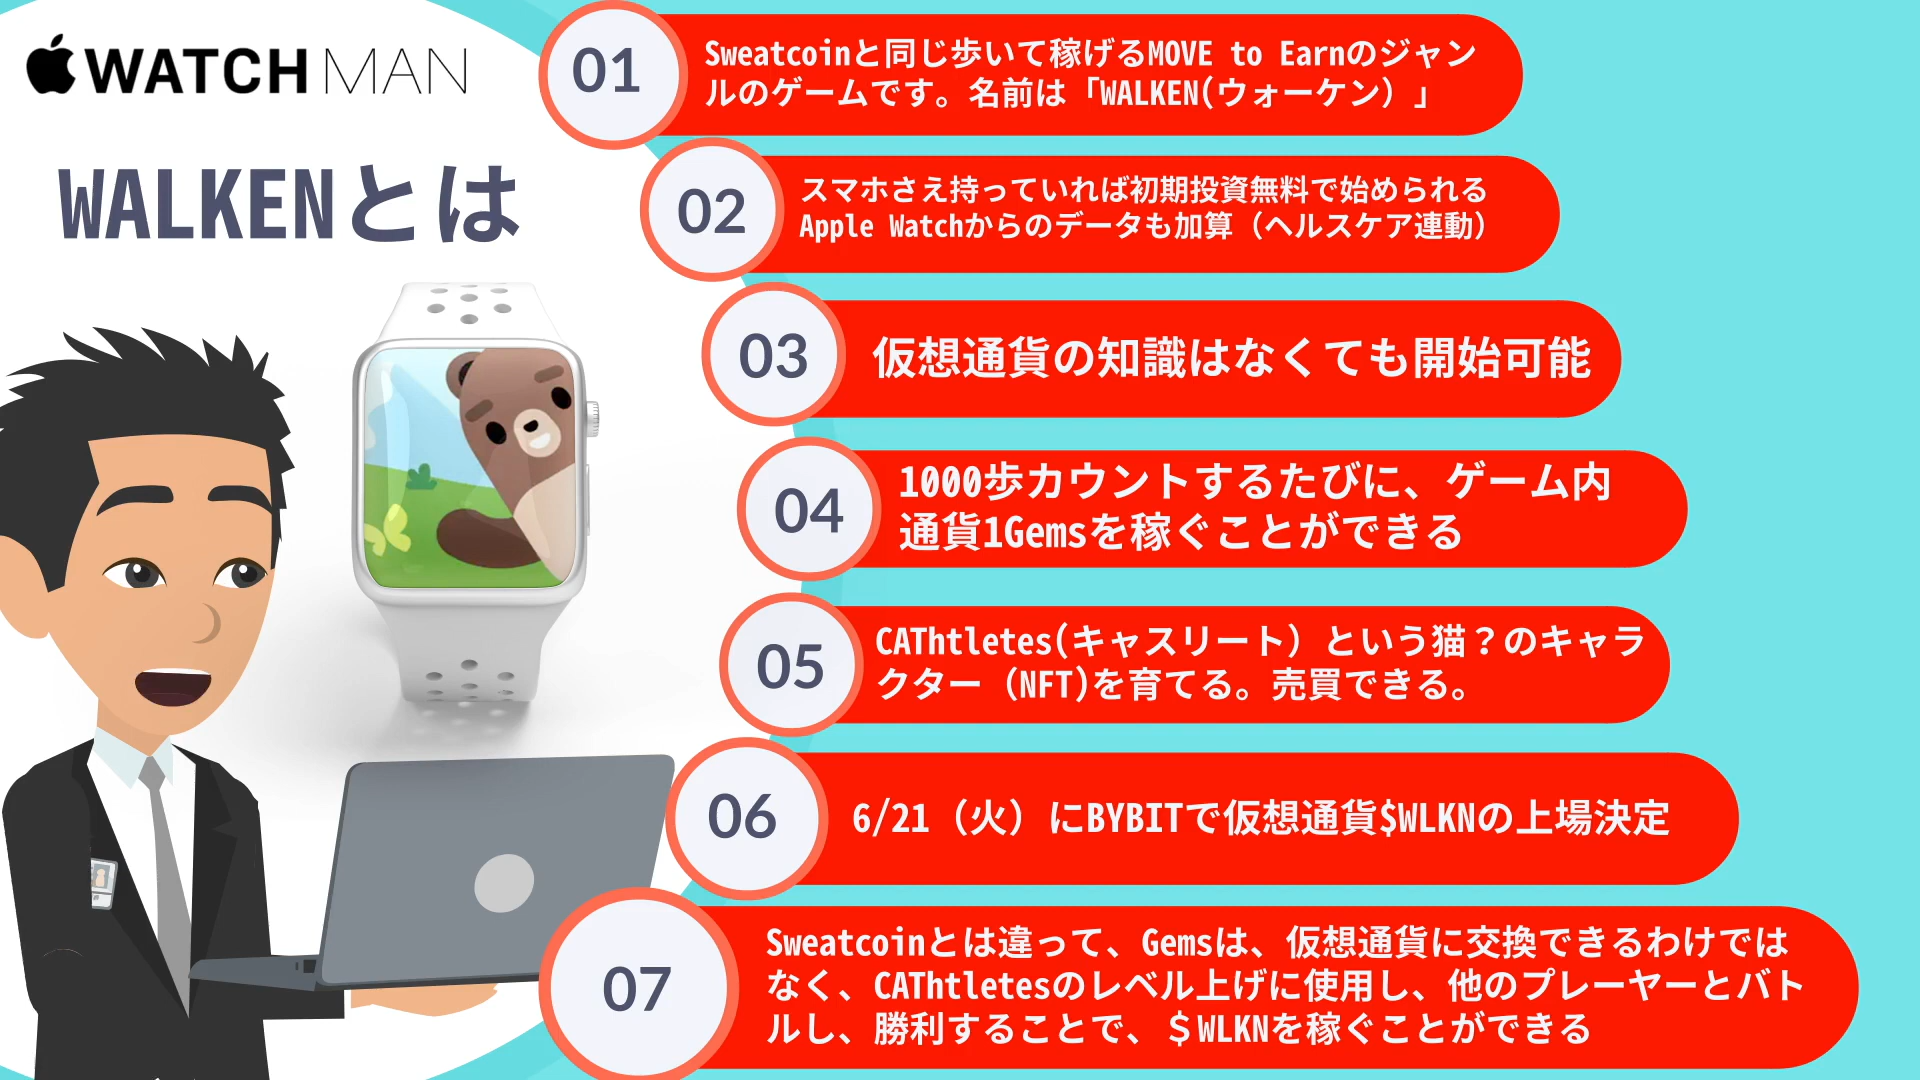 WATCH MAN
WALKENとは
01
Sweatcoinと同じ歩いて稼げるMOVE to Earnのジャン
ルのゲームです。名前は「WALKEN(ウォーケン）」
02
スマホさえ持っていれば初期投資無料で始められる
Apple Watchからのデータも加算（ヘルスケア連動）
03
仮想通貨の知識はなくても開始可能
04
1000歩カウントするたびに、ゲーム内
通貨1Gemsを稼ぐことができる
05
CAThtletes(キャスリート）という猫？のキャラ
クター（NFT)を育てる。売買できる。
06
6/21（火）にBYBITで仮想通貨$WLKNの上場決定
07
Sweatcoinとは違って、Gemsは、仮想通貨に交換できるわけでは
なく、CAThtletesのレベル上げに使用し、他のプレーヤーとバト
ルし、勝利することで、＄WLKNを稼ぐことができる